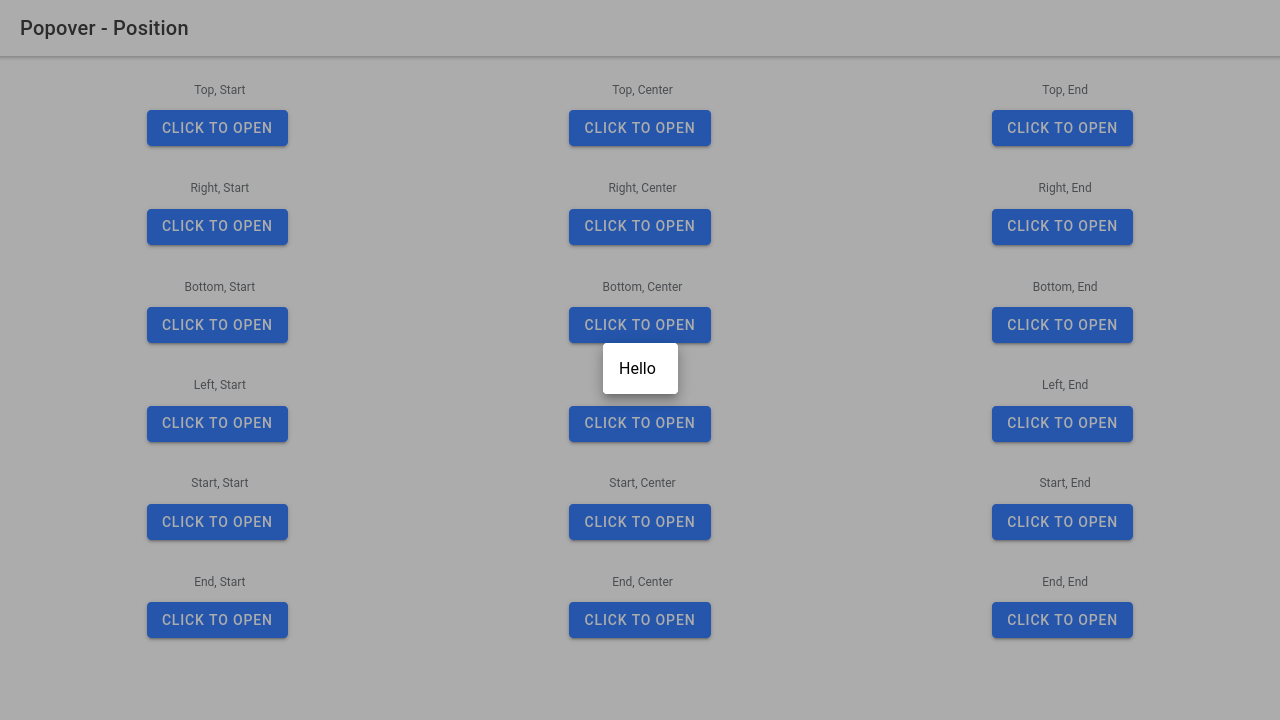 Popover - Position
Top, Start
Top, Center
Top, End
CLICK TO OPEN
CLICK TO OPEN
CLICK TO OPEN
Right, Start
Right, Center
Right, End
CLICK TO OPEN
CLICK TO OPEN
CLICK TO OPEN
Bottom, Start
Bottom, Center
Bottom, End
CLICK TO OPEN
CLICK TO OPEN
CLICK TO OPEN
Hello
Left, Start
Left, End
CLICK TO OPEN
CLICK TO OPEN
CLICK TO OPEN
Start, Start
Start, Center
Start, End
CLICK TO OPEN
CLICK TO OPEN
CLICK TO OPEN
End, Start
End, Center
End, End
CLICK TO OPEN
CLICK TO OPEN
CLICK TO OPEN